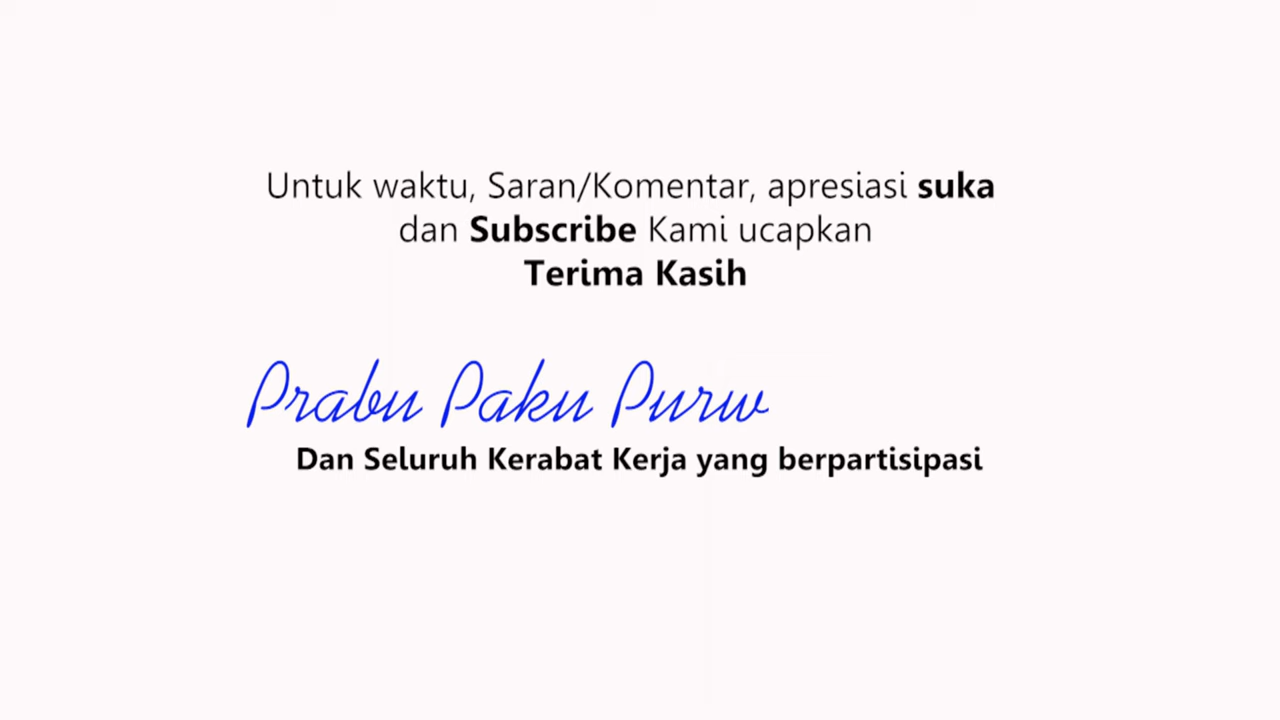 Untuk waktu, Saran/Komentar, apresiasi suka
dan Subscribe Kami ucapkan
Terima Kasih
Prabu Paku Purw
Dan Seluruh Kerabat Kerja yang berpartisipasi